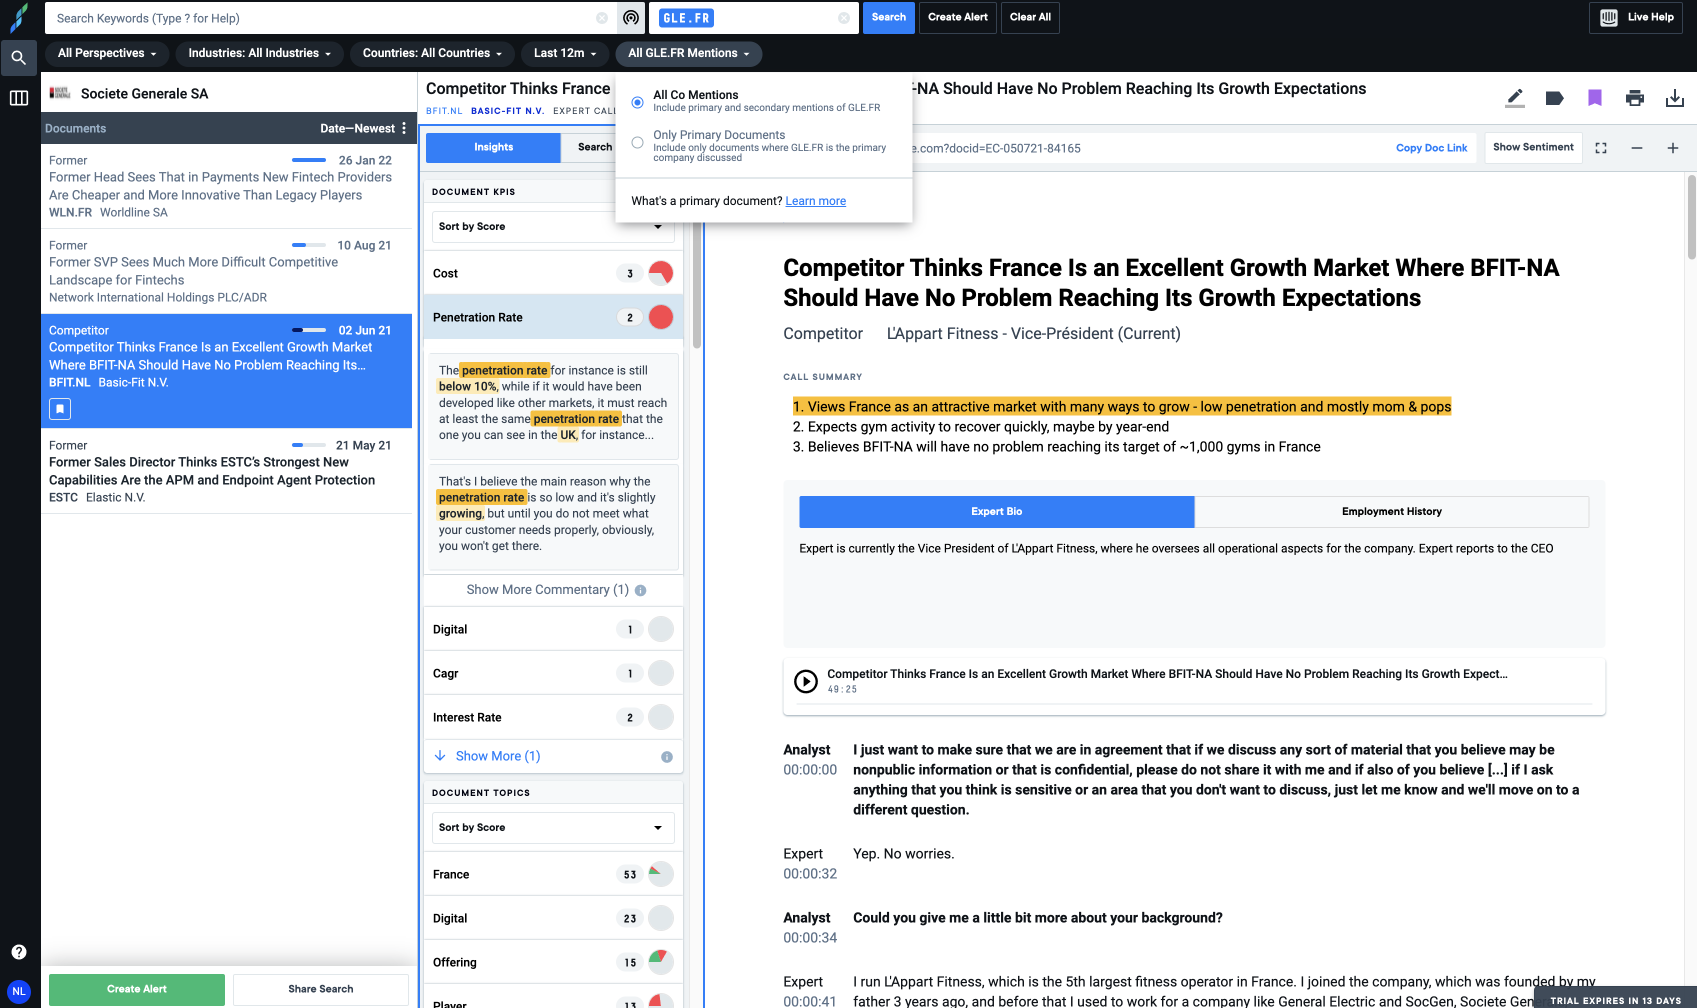 Search Keywords (Type ? for Help)
GLE.FR
Search
Create Alert
Clear All
Live Help
All Perspectives
Industries: All Industries
Countries: All Countries
Last 12m
All GLE.FR Mentions
All Co Mentions
Include primary and secondary mentions of GLE.FR
Only Primary Documents
Include only documents where GLE.FR is the primary
company discussed
What's a primary document? Learn more
SOCIETE GENERALE
Societe Generale SA
Documents
Date—Newest
Former
26 Jan 22
Former Head Sees That in Payments New Fintech Providers
Are Cheaper and More Innovative Than Legacy Players
WLN.FR Worldline SA
Former
10 Aug 21
Former SVP Sees Much More Difficult Competitive
Landscape for Fintechs
Network International Holdings PLC/ADR
Competitor
02 Jun 21
Competitor Thinks France Is an Excellent Growth Market
Where BFIT-NA Should Have No Problem Reaching Its...
BFIT.NL Basic-Fit N.V.
Former
21 May 21
Former Sales Director Thinks ESTC's Strongest New
Capabilities Are the APM and Endpoint Agent Protection
ESTC Elastic N.V.
Create Alert
Share Search
NL
Competitor Thinks France
-NA Should Have No Problem Reaching Its Growth Expectations
BFIT.NL BASIC-FIT N.V. EXPERT CALL
Insights
Search
e.com?docid=EC-050721-84165
Copy Doc Link
Show Sentiment
DOCUMENT KPIS
Sort by Score
Cost
3
Penetration Rate
2
The penetration rate for instance is still
below 10%, while if it would have been
developed like other markets, it must reach
at least the same penetration rate that the
one you can see in the UK, for instance...
That's I believe the main reason why the
penetration rate is so low and it's slightly
growing, but until you do not meet what
your customer needs properly, obviously,
you won't get there.
Show More Commentary (1)
Digital
1
Cagr
1
Interest Rate
2
Show More (1)
DOCUMENT TOPICS
Sort by Score
France
53
Digital
23
Offering
15
Player
13
Competitor Thinks France Is an Excellent Growth Market Where BFIT-NA
Should Have No Problem Reaching Its Growth Expectations
Competitor L'Appart Fitness - Vice-Président (Current)
CALL SUMMARY
1. Views France as an attractive market with many ways to grow - low penetration and mostly mom & pops
2. Expects gym activity to recover quickly, maybe by year-end
3. Believes BFIT-NA will have no problem reaching its target of ~1,000 gyms in France
Expert Bio
Employment History
Expert is currently the Vice President of L'Appart Fitness, where he oversees all operational aspects for the company. Expert reports to the CEO
Competitor Thinks France Is an Excellent Growth Market Where BFIT-NA Should Have No Problem Reaching Its Growth Expect...
49:25
Analyst
00:00:00
I just want to make sure that we are in agreement that if we discuss any sort of material that you believe may be
nonpublic information or that is confidential, please do not share it with me and if also of you believe [...] if I ask
anything that you think is sensitive or an area that you don't want to discuss, just let me know and we'll move on to a
different question.
Expert
00:00:32
Yep. No worries.
Analyst
00:00:34
Could you give me a little bit more about your background?
Expert
00:00:41
I run L'Appart Fitness, which is the 5th largest fitness operator in France. I joined the company, which was founded by my
father 3 years ago, and before that I used to work for a company like General Electric and SocGen, Societe Gene
TRIAL EXPIRES IN 13 DAYS